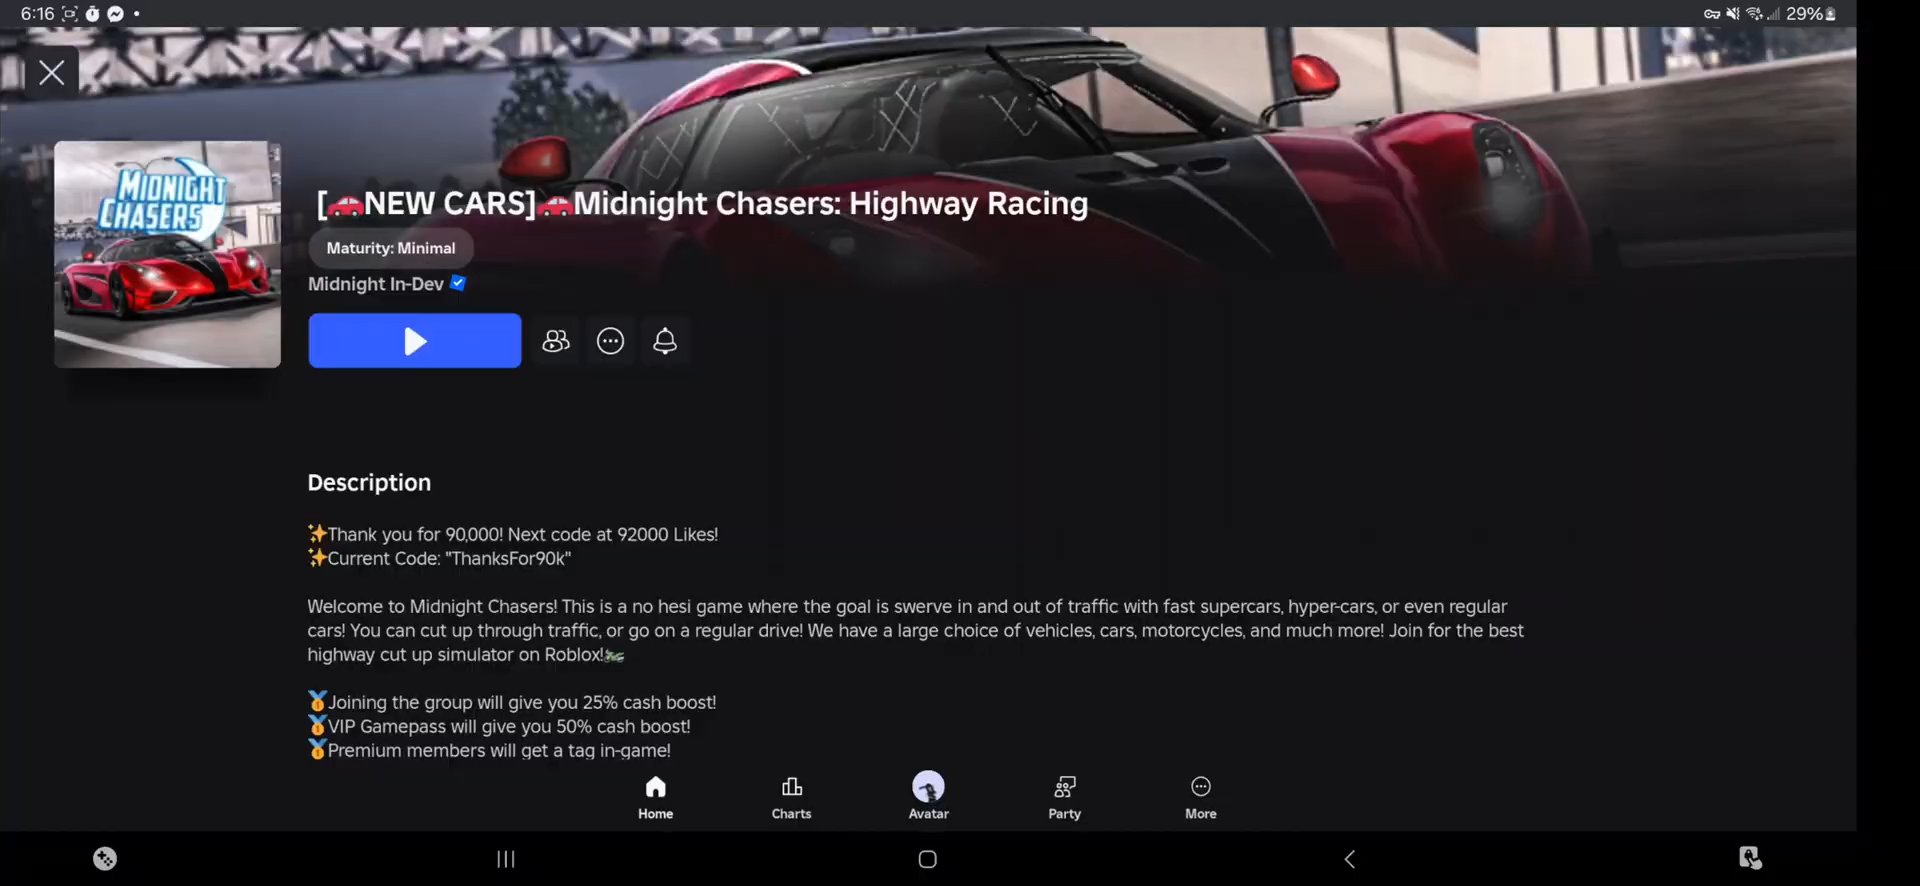 6:16
29%
MIDNIGHT
CHASERS
[🚗NEW CARS]🚗Midnight Chasers: Highway Racing
Maturity: Minimal
Midnight In-Dev
Description
✨Thank you for 90,000! Next code at 92000 Likes!
✨Current Code: "ThanksFor90k"
Welcome to Midnight Chasers! This is a no hesi game where the goal is swerve in and out of traffic with fast supercars, hyper-cars, or even regular
cars! You can cut up through traffic, or go on a regular drive! We have a large choice of vehicles, cars, motorcycles, and much more! Join for the best
highway cut up simulator on Roblox!🏍️
🏅Joining the group will give you 25% cash boost!
🏅VIP Gamepass will give you 50% cash boost!
🏅Premium members will get a tag in-game!
Home
Charts
Avatar
Party
More